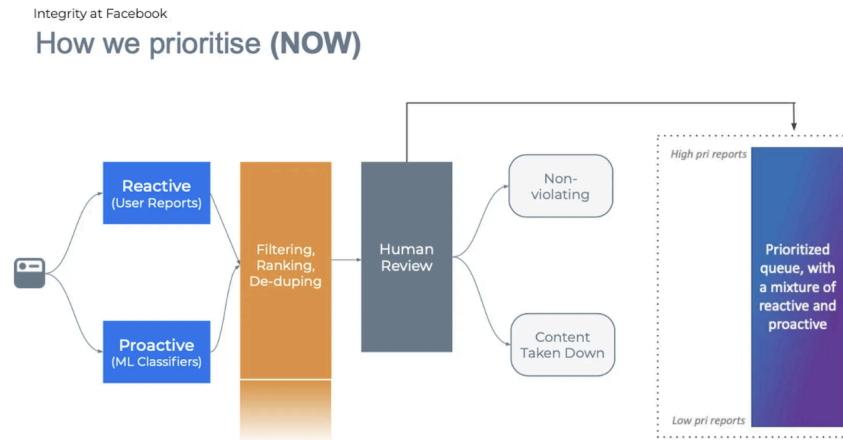 Integrity at Facebook
How we prioritise (NOW)
Reactive
(User Reports)
Proactive
(ML Classifiers)
Filtering,
Ranking,
De-duping
Human
Review
Non-
violating
Content
Taken Down
High pri reports
Prioritized
queue, with
a mixture of
reactive and
proactive
Low pri reports